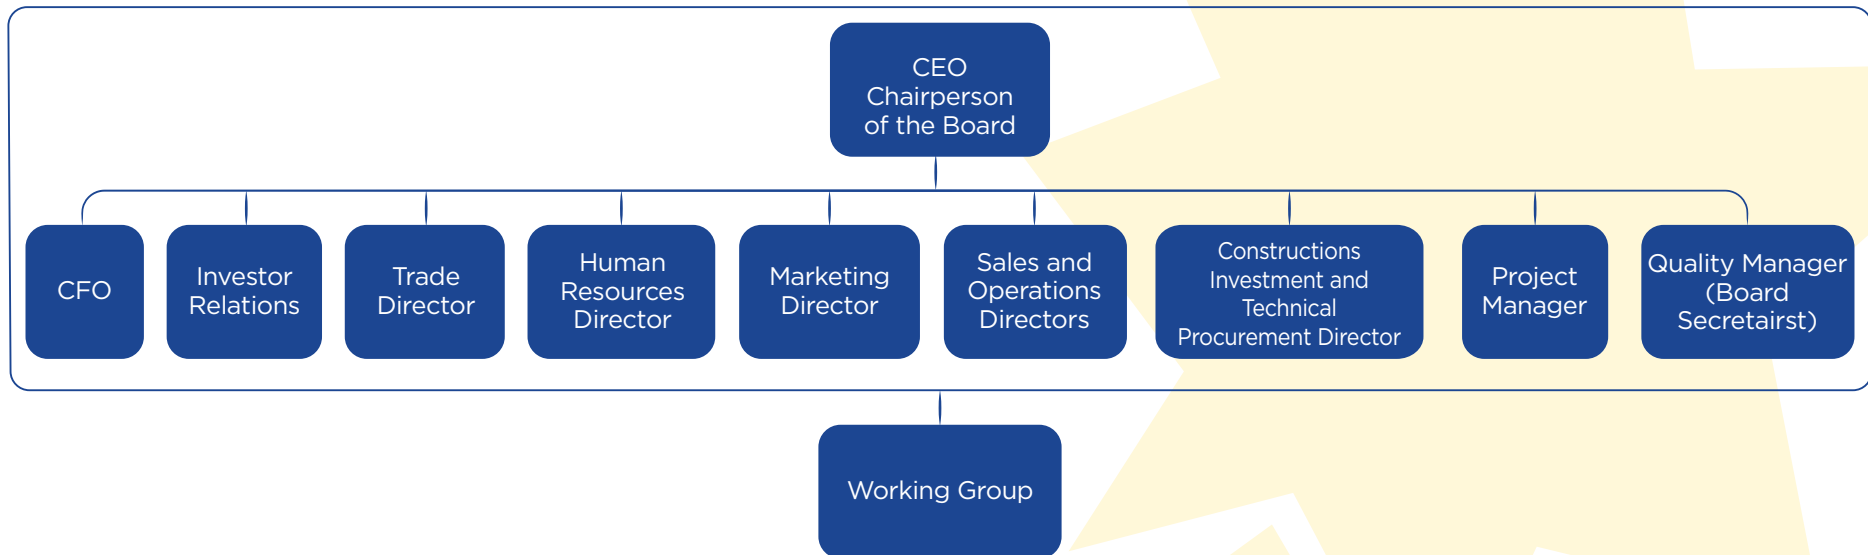 CEO
Chairperson
of the Board
CFO
Investor
Relations
Trade
Director
Human
Resources
Director
Marketing
Director
Sales and
Operations
Directors
Constructions
Investment and
Technical
Procurement Director
Project
Manager
Quality Manager
(Board
Secretairst)
Working Group